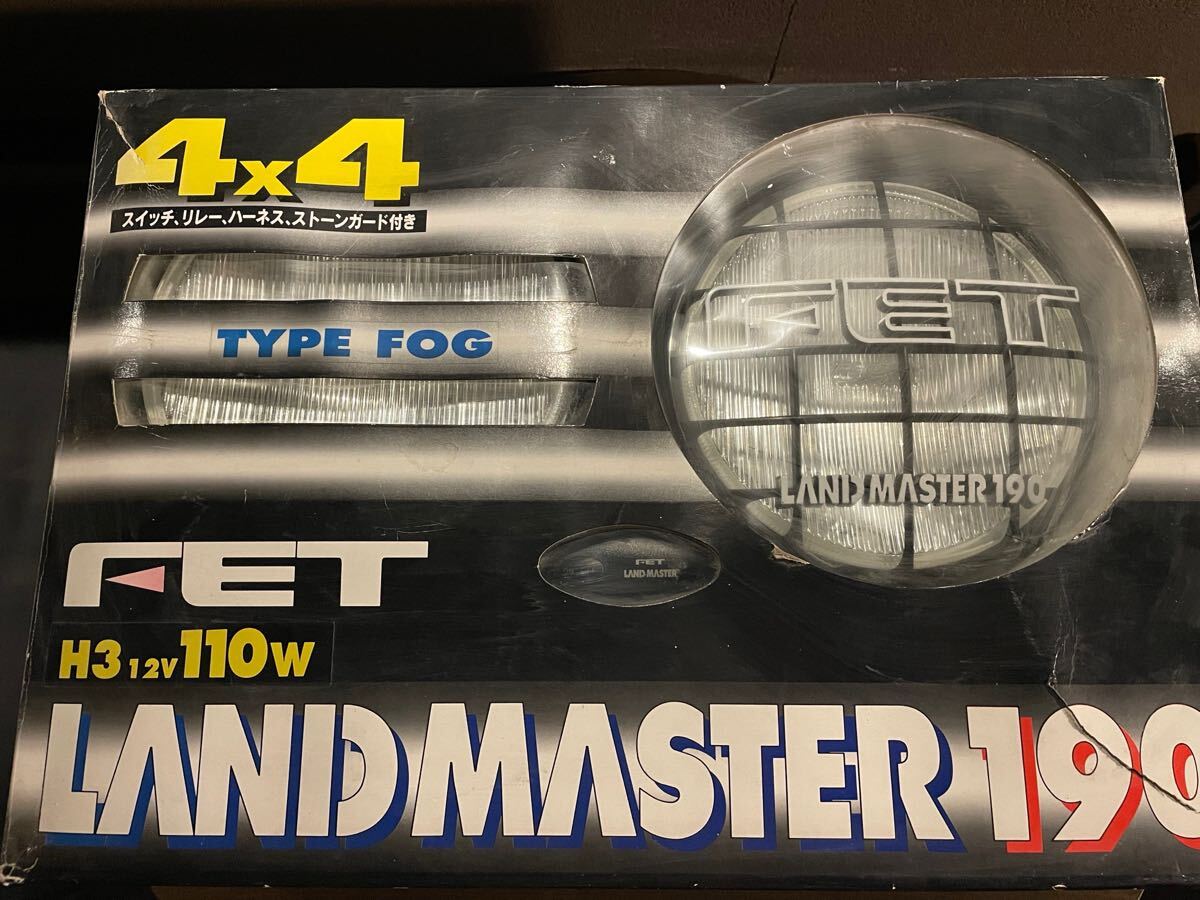 4x4
スイッチ、リレー、ハーネス、ストーンガード付き
TYPE FOG
FET
LAND MASTER 190
FET
FET
LAND MASTER
H3 12V 110W
LAND MASTER 190